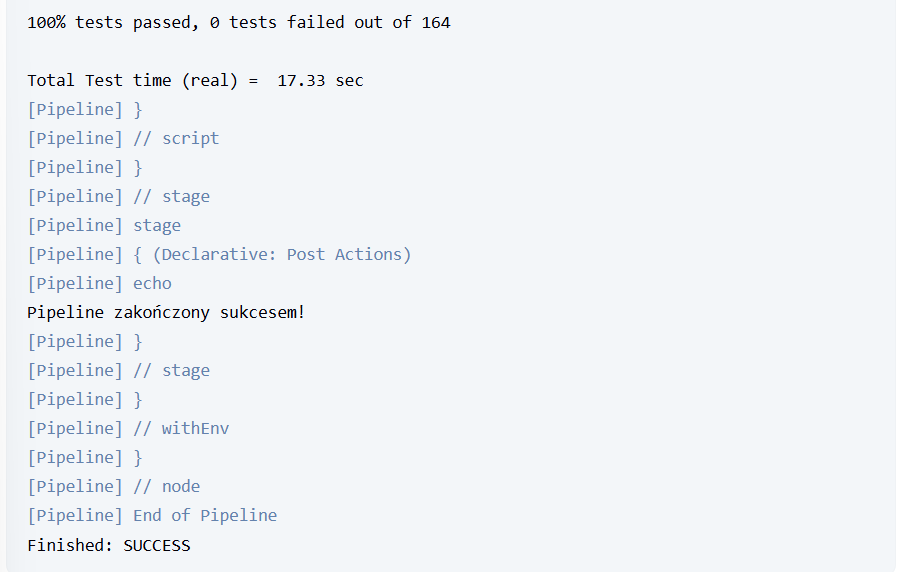 100% tests passed, 0 tests failed out of 164
Total Test time (real) =  17.33 sec
[Pipeline] }
[Pipeline] // script
[Pipeline] }
[Pipeline] // stage
[Pipeline] stage
[Pipeline] { (Declarative: Post Actions)
[Pipeline] echo
Pipeline zakończony sukcesem!
[Pipeline] }
[Pipeline] // stage
[Pipeline] }
[Pipeline] // withEnv
[Pipeline] }
[Pipeline] // node
[Pipeline] End of Pipeline
Finished: SUCCESS